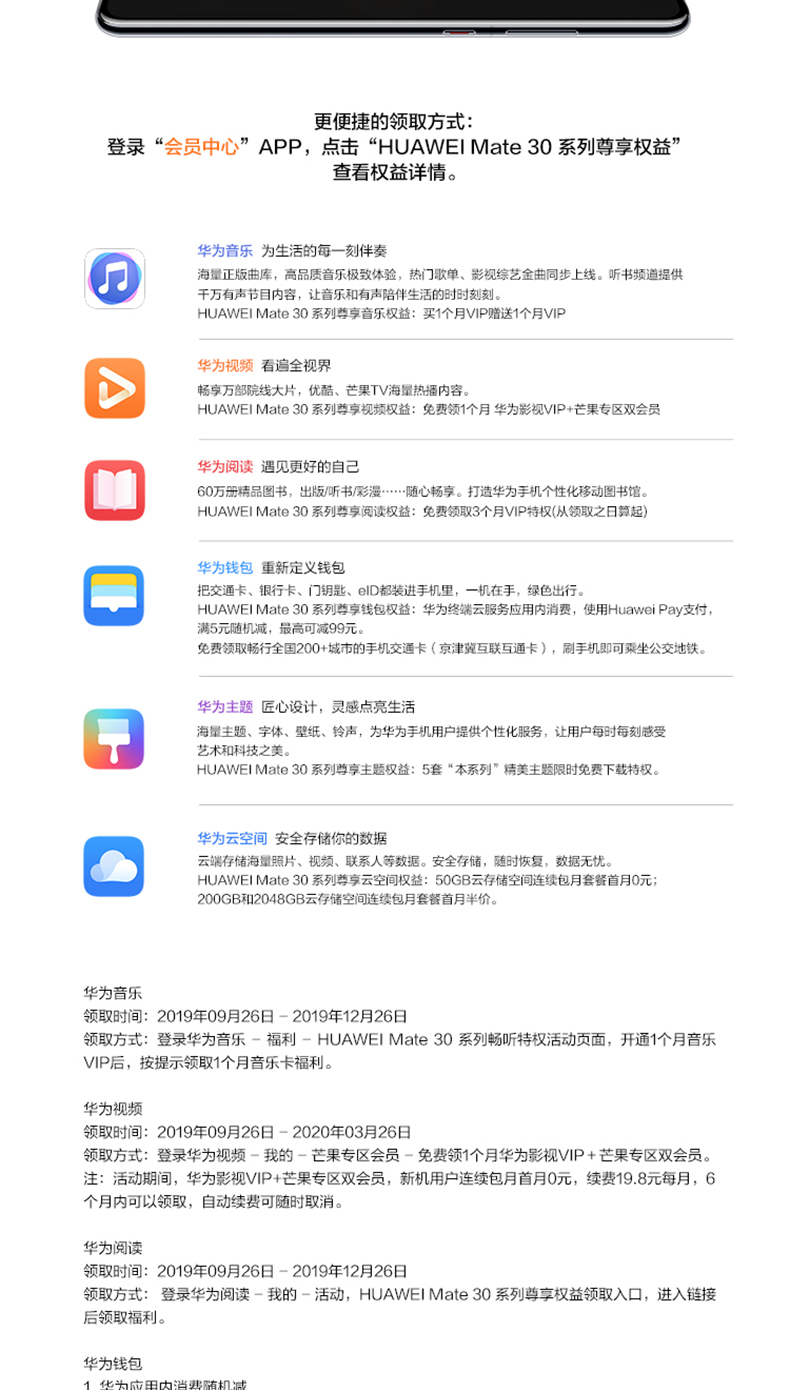 更便捷的领取方式：
登录“会员中心”APP，点击“HUAWEI Mate 30 系列尊享权益”
查看权益详情。
华为音乐 为生活的每一刻伴奏
海量正版曲库，高品质音乐极致体验，热门歌单、影视综艺金曲同步上线。听书频道提供
千万有声节目内容，让音乐和有声陪伴生活的时时刻刻。
HUAWEI Mate 30 系列尊享音乐权益：买1个月VIP赠送1个月VIP
华为视频 看遍全视界
畅享万部院线大片，优酷、芒果TV海量热播内容。
HUAWEI Mate 30 系列尊享视频权益：免费领1个月 华为影视VIP+芒果专区双会员
华为阅读 遇见更好的自己
60万册精品图书，出版/听书/彩漫……随心畅享。打造华为手机个性化移动图书馆。
HUAWEI Mate 30 系列尊享阅读权益：免费领取3个月VIP特权(从领取之日算起)
华为钱包 重新定义钱包
把交通卡、银行卡、门钥匙、eID都装进手机里，一机在手，绿色出行。
HUAWEI Mate 30 系列尊享钱包权益：华为终端云服务应用内消费，使用Huawei Pay支付，
满5元随机减，最高可减99元。
免费领取畅行全国200+城市的手机交通卡（京津冀互联互通卡），刷手机即可乘坐公交地铁。
华为主题 匠心设计，灵感点亮生活
海量主题、字体、壁纸、铃声，为华为手机用户提供个性化服务，让用户每时每刻感受
艺术和科技之美。
HUAWEI Mate 30 系列尊享主题权益：5套“本系列”精美主题限时免费下载特权。
华为云空间 安全存储你的数据
云端存储海量照片、视频、联系人等数据。安全存储，随时恢复，数据无忧。
HUAWEI Mate 30 系列尊享云空间权益：50GB云存储空间连续包月套餐首月0元；
200GB和2048GB云存储空间连续包月套餐首月半价。
华为音乐
领取时间：2019年09月26日 – 2019年12月26日
领取方式：登录华为音乐 – 福利 – HUAWEI Mate 30 系列畅听特权活动页面，开通1个月音乐
VIP后，按提示领取1个月音乐卡福利。
华为视频
领取时间：2019年09月26日 – 2020年03月26日
领取方式：登录华为视频 – 我的 – 芒果专区会员 – 免费领1个月华为影视VIP + 芒果专区双会员。
注：活动期间，华为影视VIP+芒果专区双会员，新机用户连续包月首月0元，续费19.8元每月，6
个月内可以领取，自动续费可随时取消。
华为阅读
领取时间：2019年09月26日 – 2019年12月26日
领取方式： 登录华为阅读 – 我的 – 活动，HUAWEI Mate 30 系列尊享权益领取入口，进入链接
后领取福利。
华为钱包
1. 华为应用内消费随机减